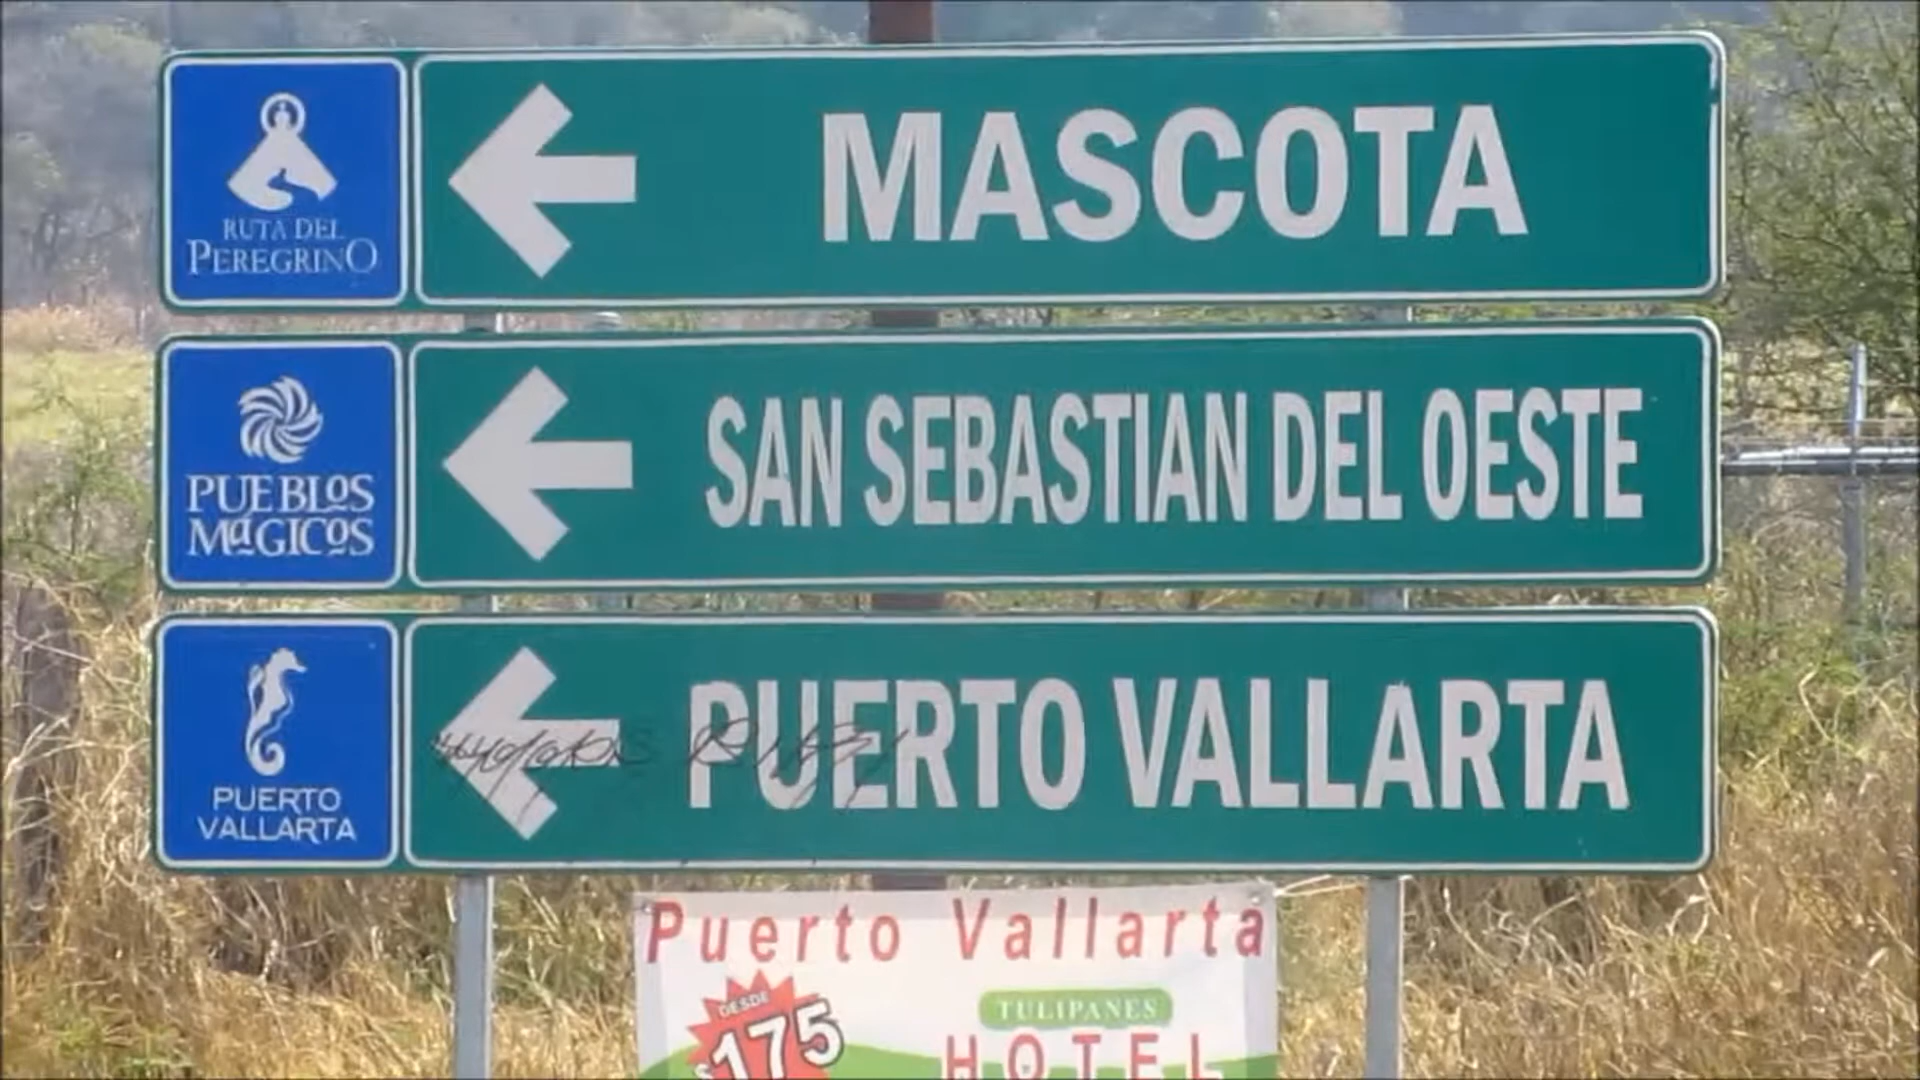 RUTA DEL
PEREGRINO
MASCOTA
PUEBLOS
MaGICOS
SAN SEBASTIAN DEL OESTE
PUERTO
VALLARTA
PUERTO VALLARTA
Puerto Vallarta
DESDE
$175
TULIPANES
HOTEL